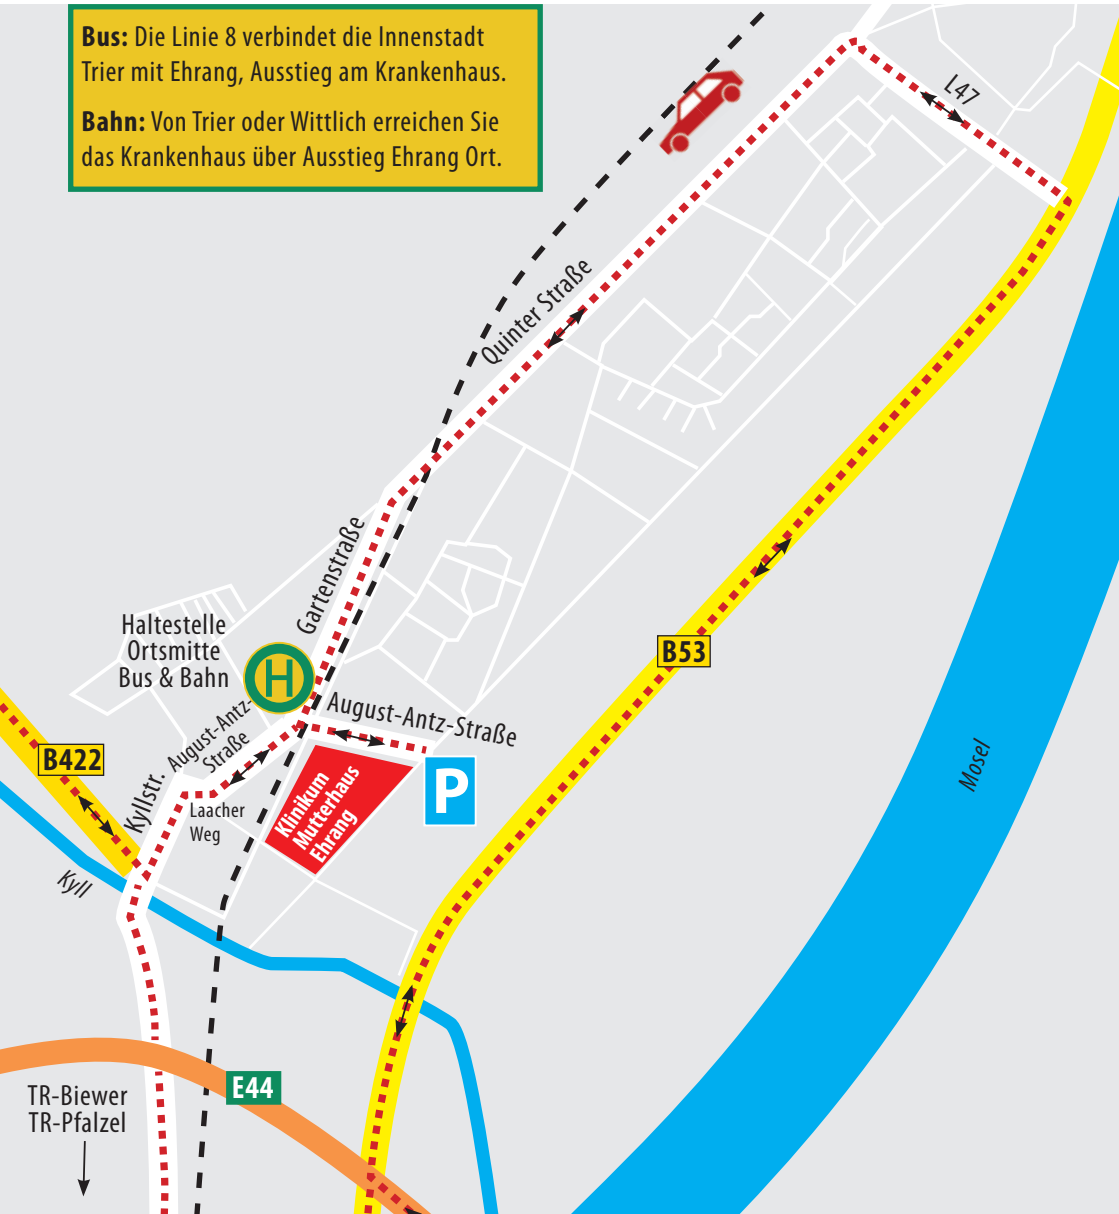 Bus: Die Linie 8 verbindet die Innenstadt
Trier mit Ehrang, Ausstieg am Krankenhaus.
Bahn: Von Trier oder Wittlich erreichen Sie
das Krankenhaus über Ausstieg Ehrang Ort.
L47
Quinter Straße
Gartenstraße
Haltestelle
Ortsmitte
Bus & Bahn
H
B53
August-Antz-
Straße
August-Antz-Straße
B422
Kyllstr.
Laacher
Weg
Klinikum
Mutterhaus
Ehrang
P
Mosel
Kyll
E44
TR-Biewer
TR-Pfalzel